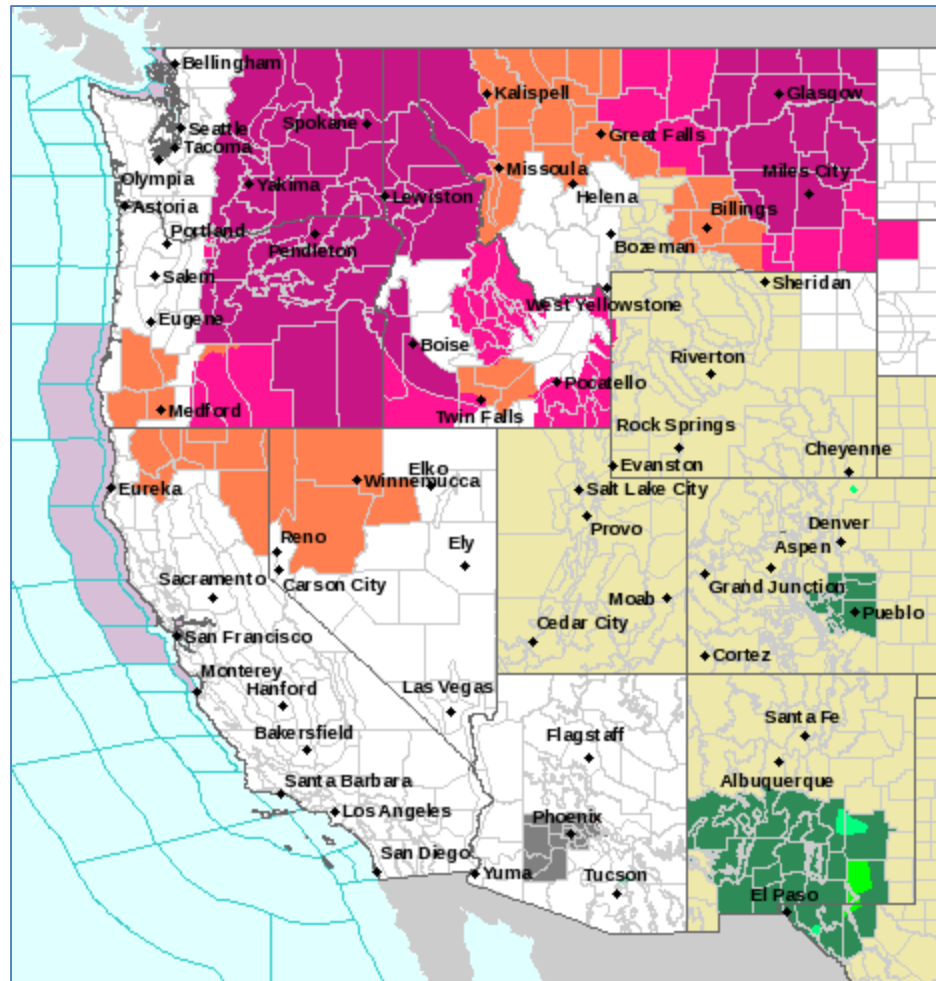 Bellingham
Kalispell
Glasgow
Seattle
Spokane
Great Falls
Tacoma
Missoula
Miles City
Olympia
Yakima
Lewiston
Helena
Astoria
Billings
Portland
Pendleton
Bozeman
Salem
Sheridan
West Yellowstone
Eugene
Boise
Riverton
Pocatello
Medford
Twin Falls
Rock Springs
Cheyenne
Elko
Evanston
Eureka
Winnemucca
Salt Lake City
Provo
Denver
Reno
Ely
Aspen
Sacramento
Carson City
Grand Junction
Moab
Pueblo
Cedar City
San Francisco
Cortez
Monterey
Hanford
Las Vegas
Santa Fe
Bakersfield
Flagstaff
Santa Barbara
Albuquerque
Los Angeles
Phoenix
San Diego
Yuma
Tucson
El Paso